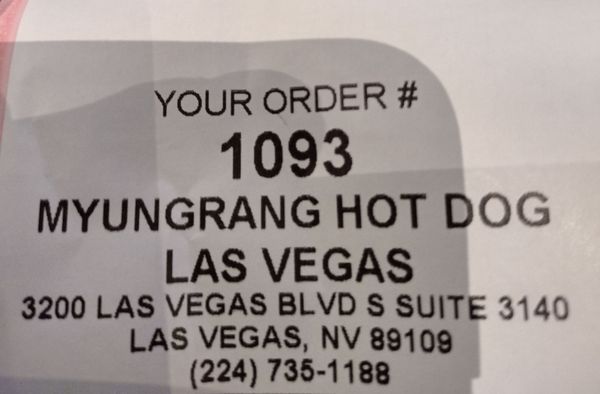 YOUR ORDER #
1093
MYUNGRANG HOT DOG
LAS VEGAS
3200 LAS VEGAS BLVD S SUITE 3140
LAS VEGAS, NV 89109
(224) 735-1188